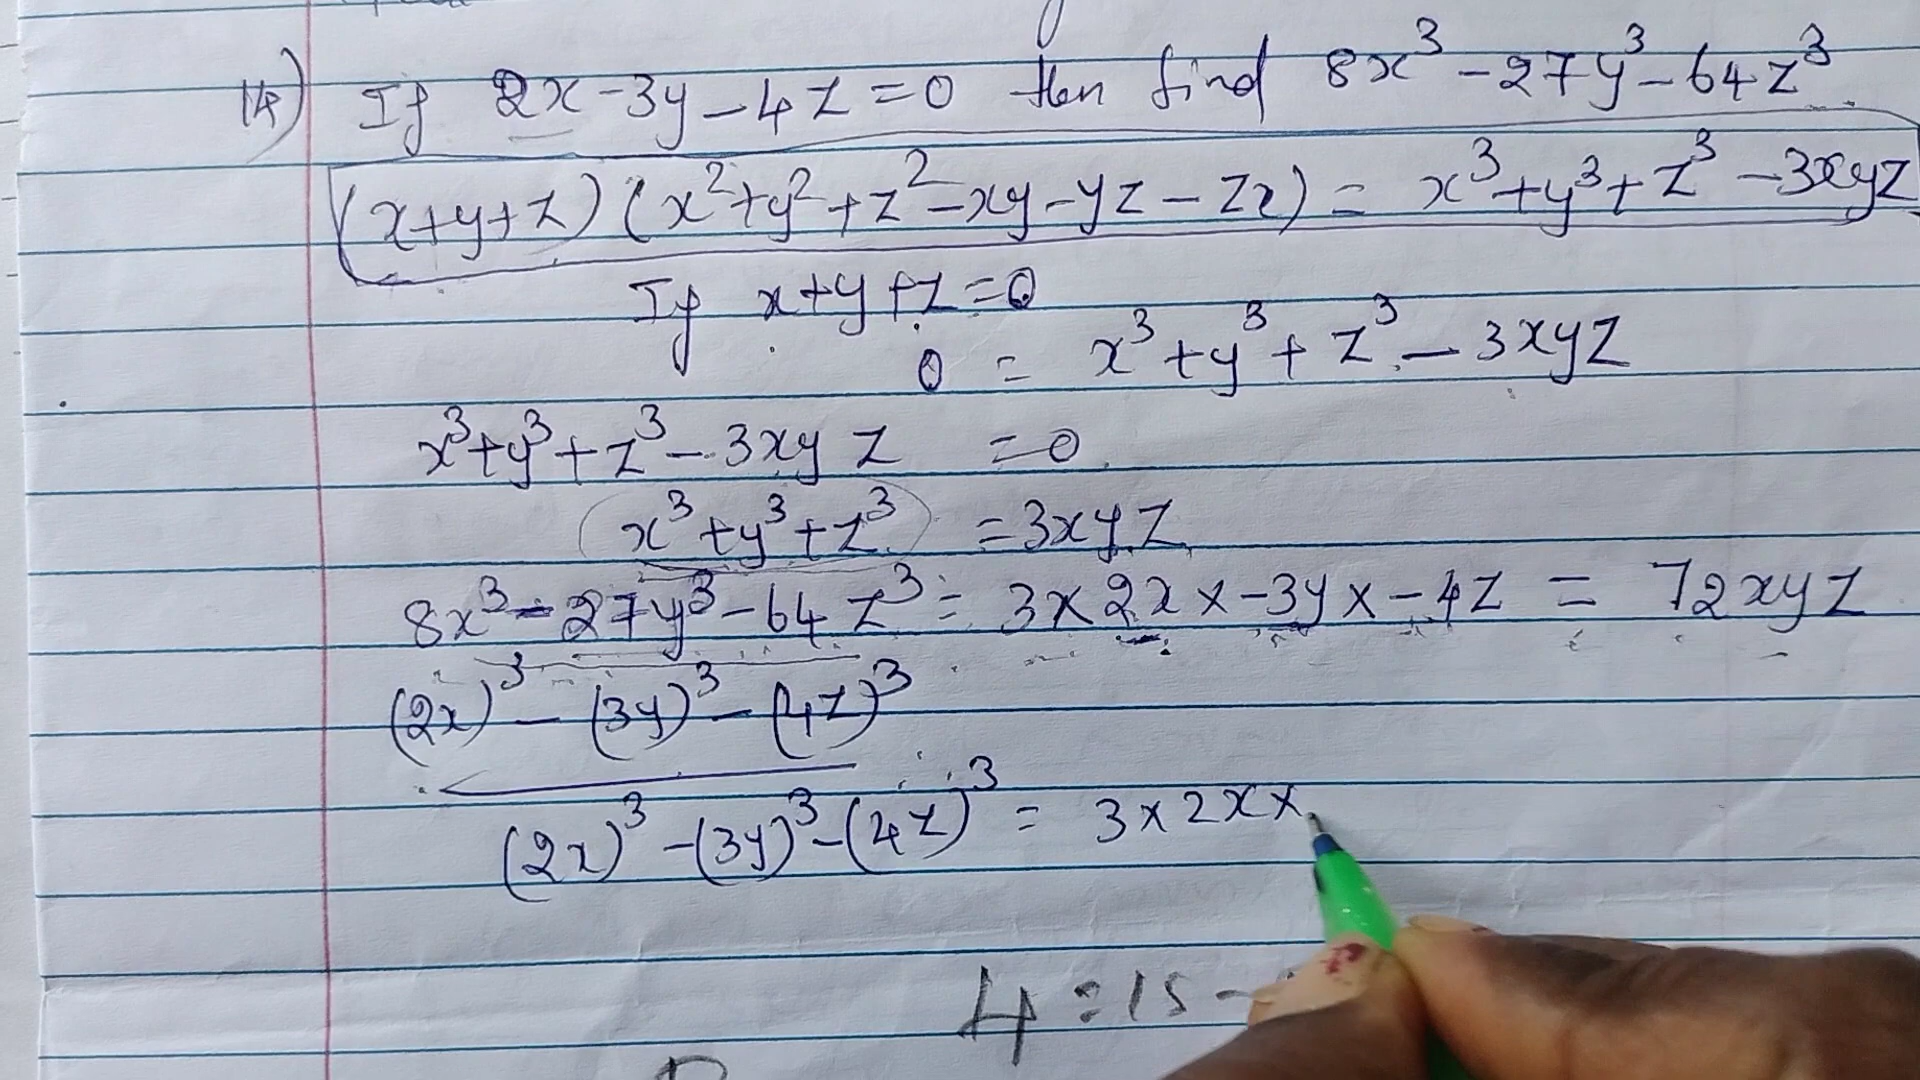 14) If 2x - 3y - 4z = 0 then find 8x³ - 27y³ - 64z³
(x+y+z) (x²+y²+z²-xy-yz-zx) = x³+y³+z³ -3xyz
If x+y+z=0
0 = x³+y³+z³ - 3xyz
x³+y³+z³ - 3xyz = 0
x³+y³+z³ = 3xyz
8x³ - 27y³ - 64z³ = 3 × 2x × -3y × -4z = 72xyz
(2x)³ - (3y)³ - (4z)³
(2x)³ - (3y)³ - (4z)³ = 3 × 2x ×
4 = 15 -